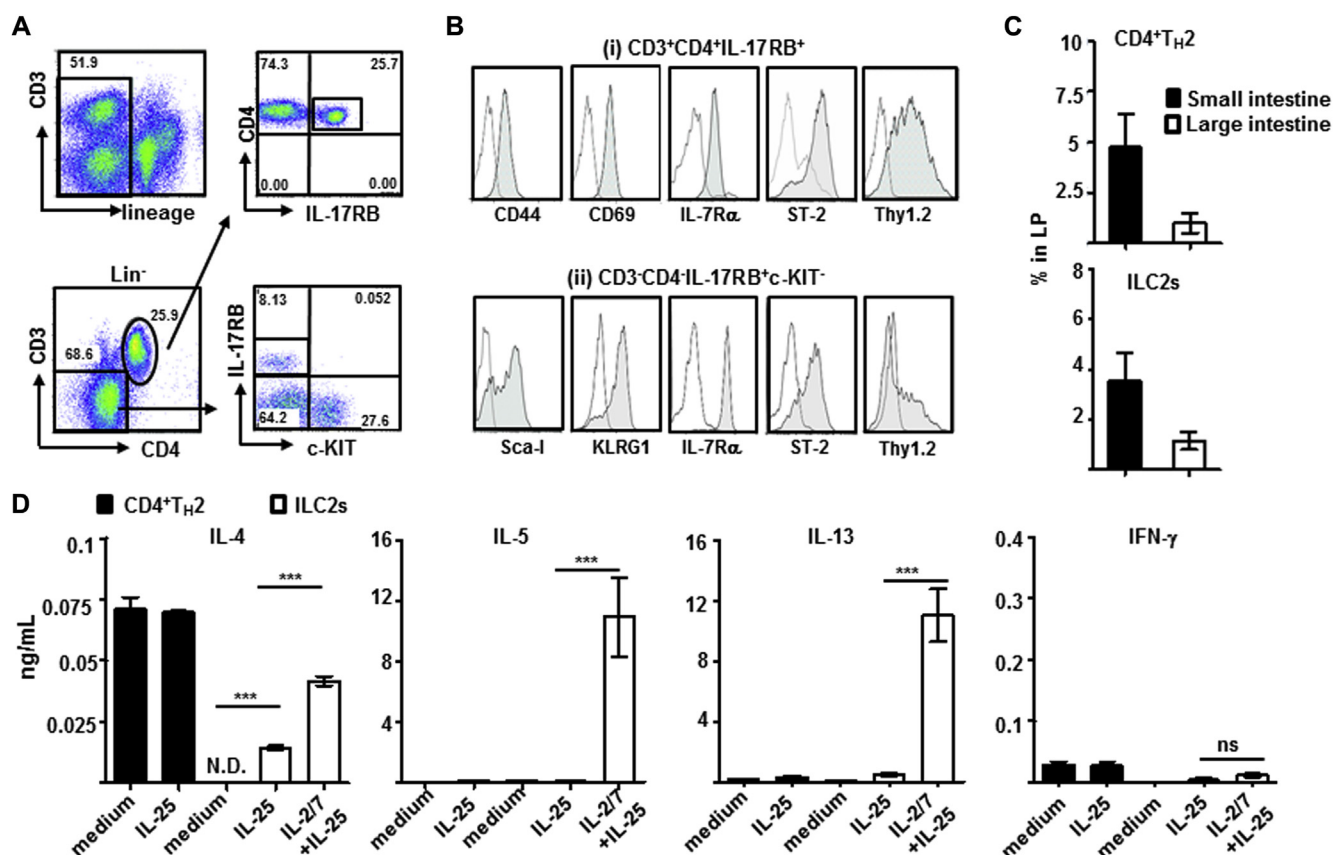 A
51.9
CD3
lineage
74.3
25.7
CD4
0.00
0.00
IL-17RB
Lin-
25.9
68.6
CD3
CD4
8.13
0.052
IL-17RB
64.2
27.6
c-KIT
B
(i) CD3+CD4+IL-17RB+
CD44
CD69
IL-7Rα
ST-2
Thy1.2
(ii) CD3-CD4-IL-17RB+c-KIT-
Sca-I
KLRG1
IL-7Rα
ST-2
Thy1.2
C
CD4+TH2
10
7.5
5
2.5
Small intestine
Large intestine
% in LP
ILC2s
8
6
4
2
D
CD4+TH2
ILC2s
IL-4
ng/mL
0.1
0.075
0.05
0.025
***
***
N.D.
medium
IL-25
medium
IL-25
IL-2/7
+IL-25
IL-5
16
12
8
4
***
medium
IL-25
medium
IL-25
IL-2/7
+IL-25
IL-13
16
12
8
4
***
medium
IL-25
medium
IL-25
IL-2/7
+IL-25
IFN-γ
0.4
0.3
0.2
0.1
ns
medium
IL-25
medium
IL-25
IL-2/7
+IL-25